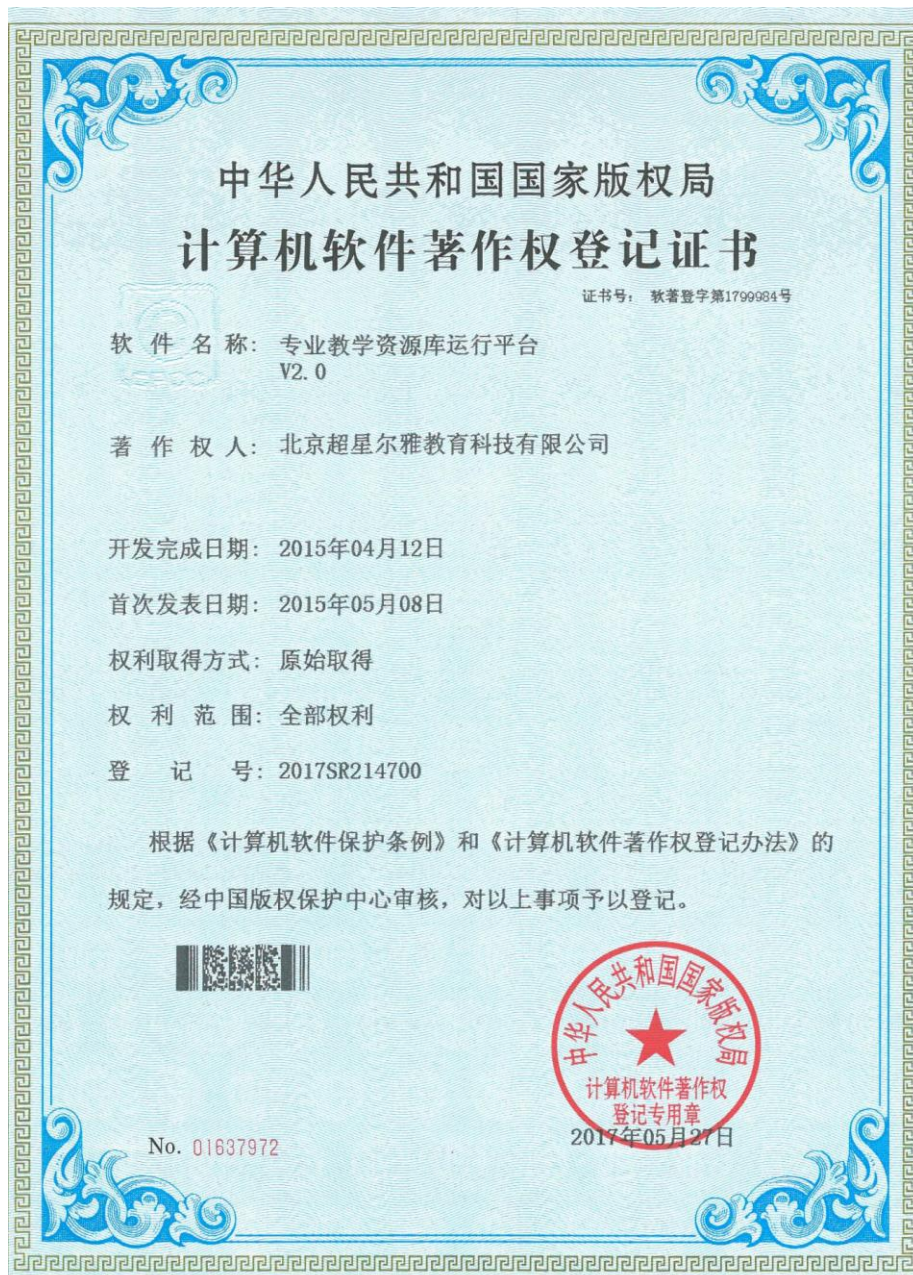 中华人民共和国国家版权局
计算机软件著作权登记证书
证书号： 软著登字第1799984号
软件名称： 专业教学资源库运行平台
V2.0
著作权人： 北京超星尔雅教育科技有限公司
开发完成日期： 2015年04月12日
首次发表日期： 2015年05月08日
权利取得方式： 原始取得
权利范围： 全部权利
登记号： 2017SR214700
根据《计算机软件保护条例》和《计算机软件著作权登记办法》的
规定，经中国版权保护中心审核，对以上事项予以登记。
中华人民共和国国家版权局
计算机软件著作权
登记专用章
2017年05月27日
No. 01637972